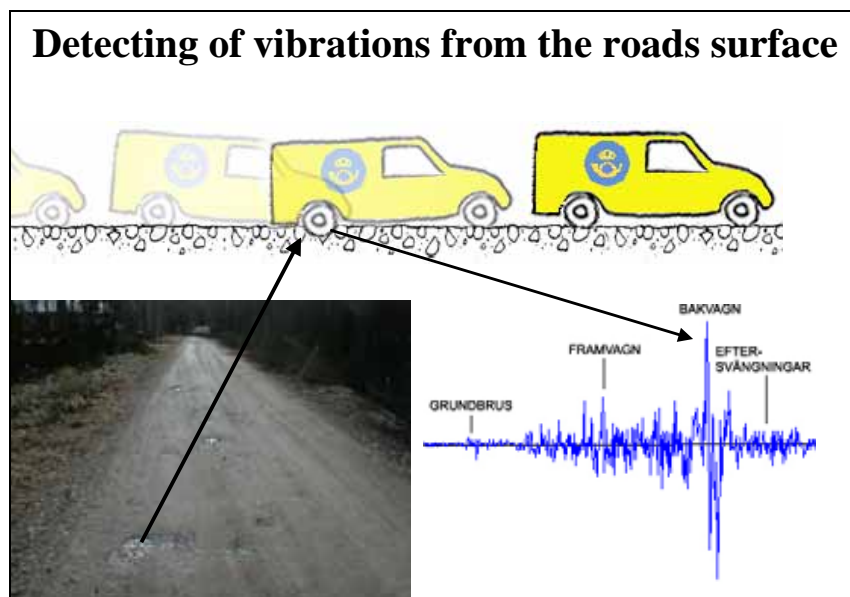 Detecting of vibrations from the roads surface
BAKVAGN
FRAMVAGN
EFTER-
SVÄNGNINGAR
GRUNDBRUS